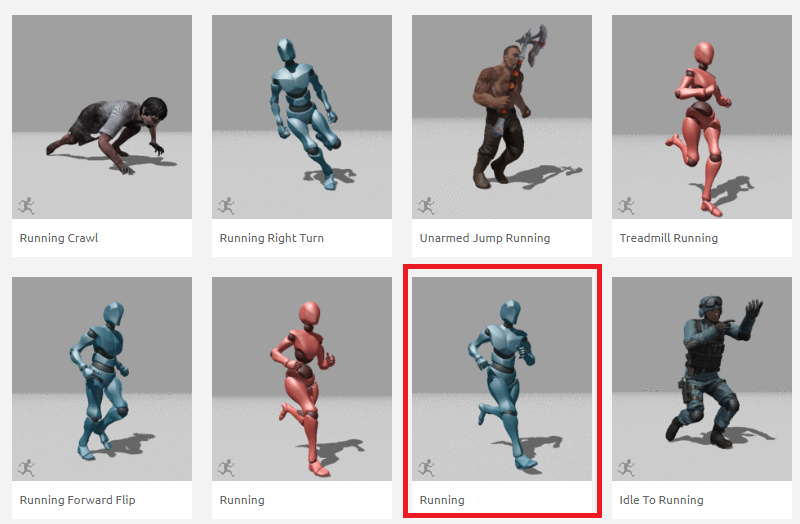 Running Crawl
Running Right Turn
Unarmed Jump Running
Treadmill Running
Running Forward Flip
Running
Running
Idle To Running